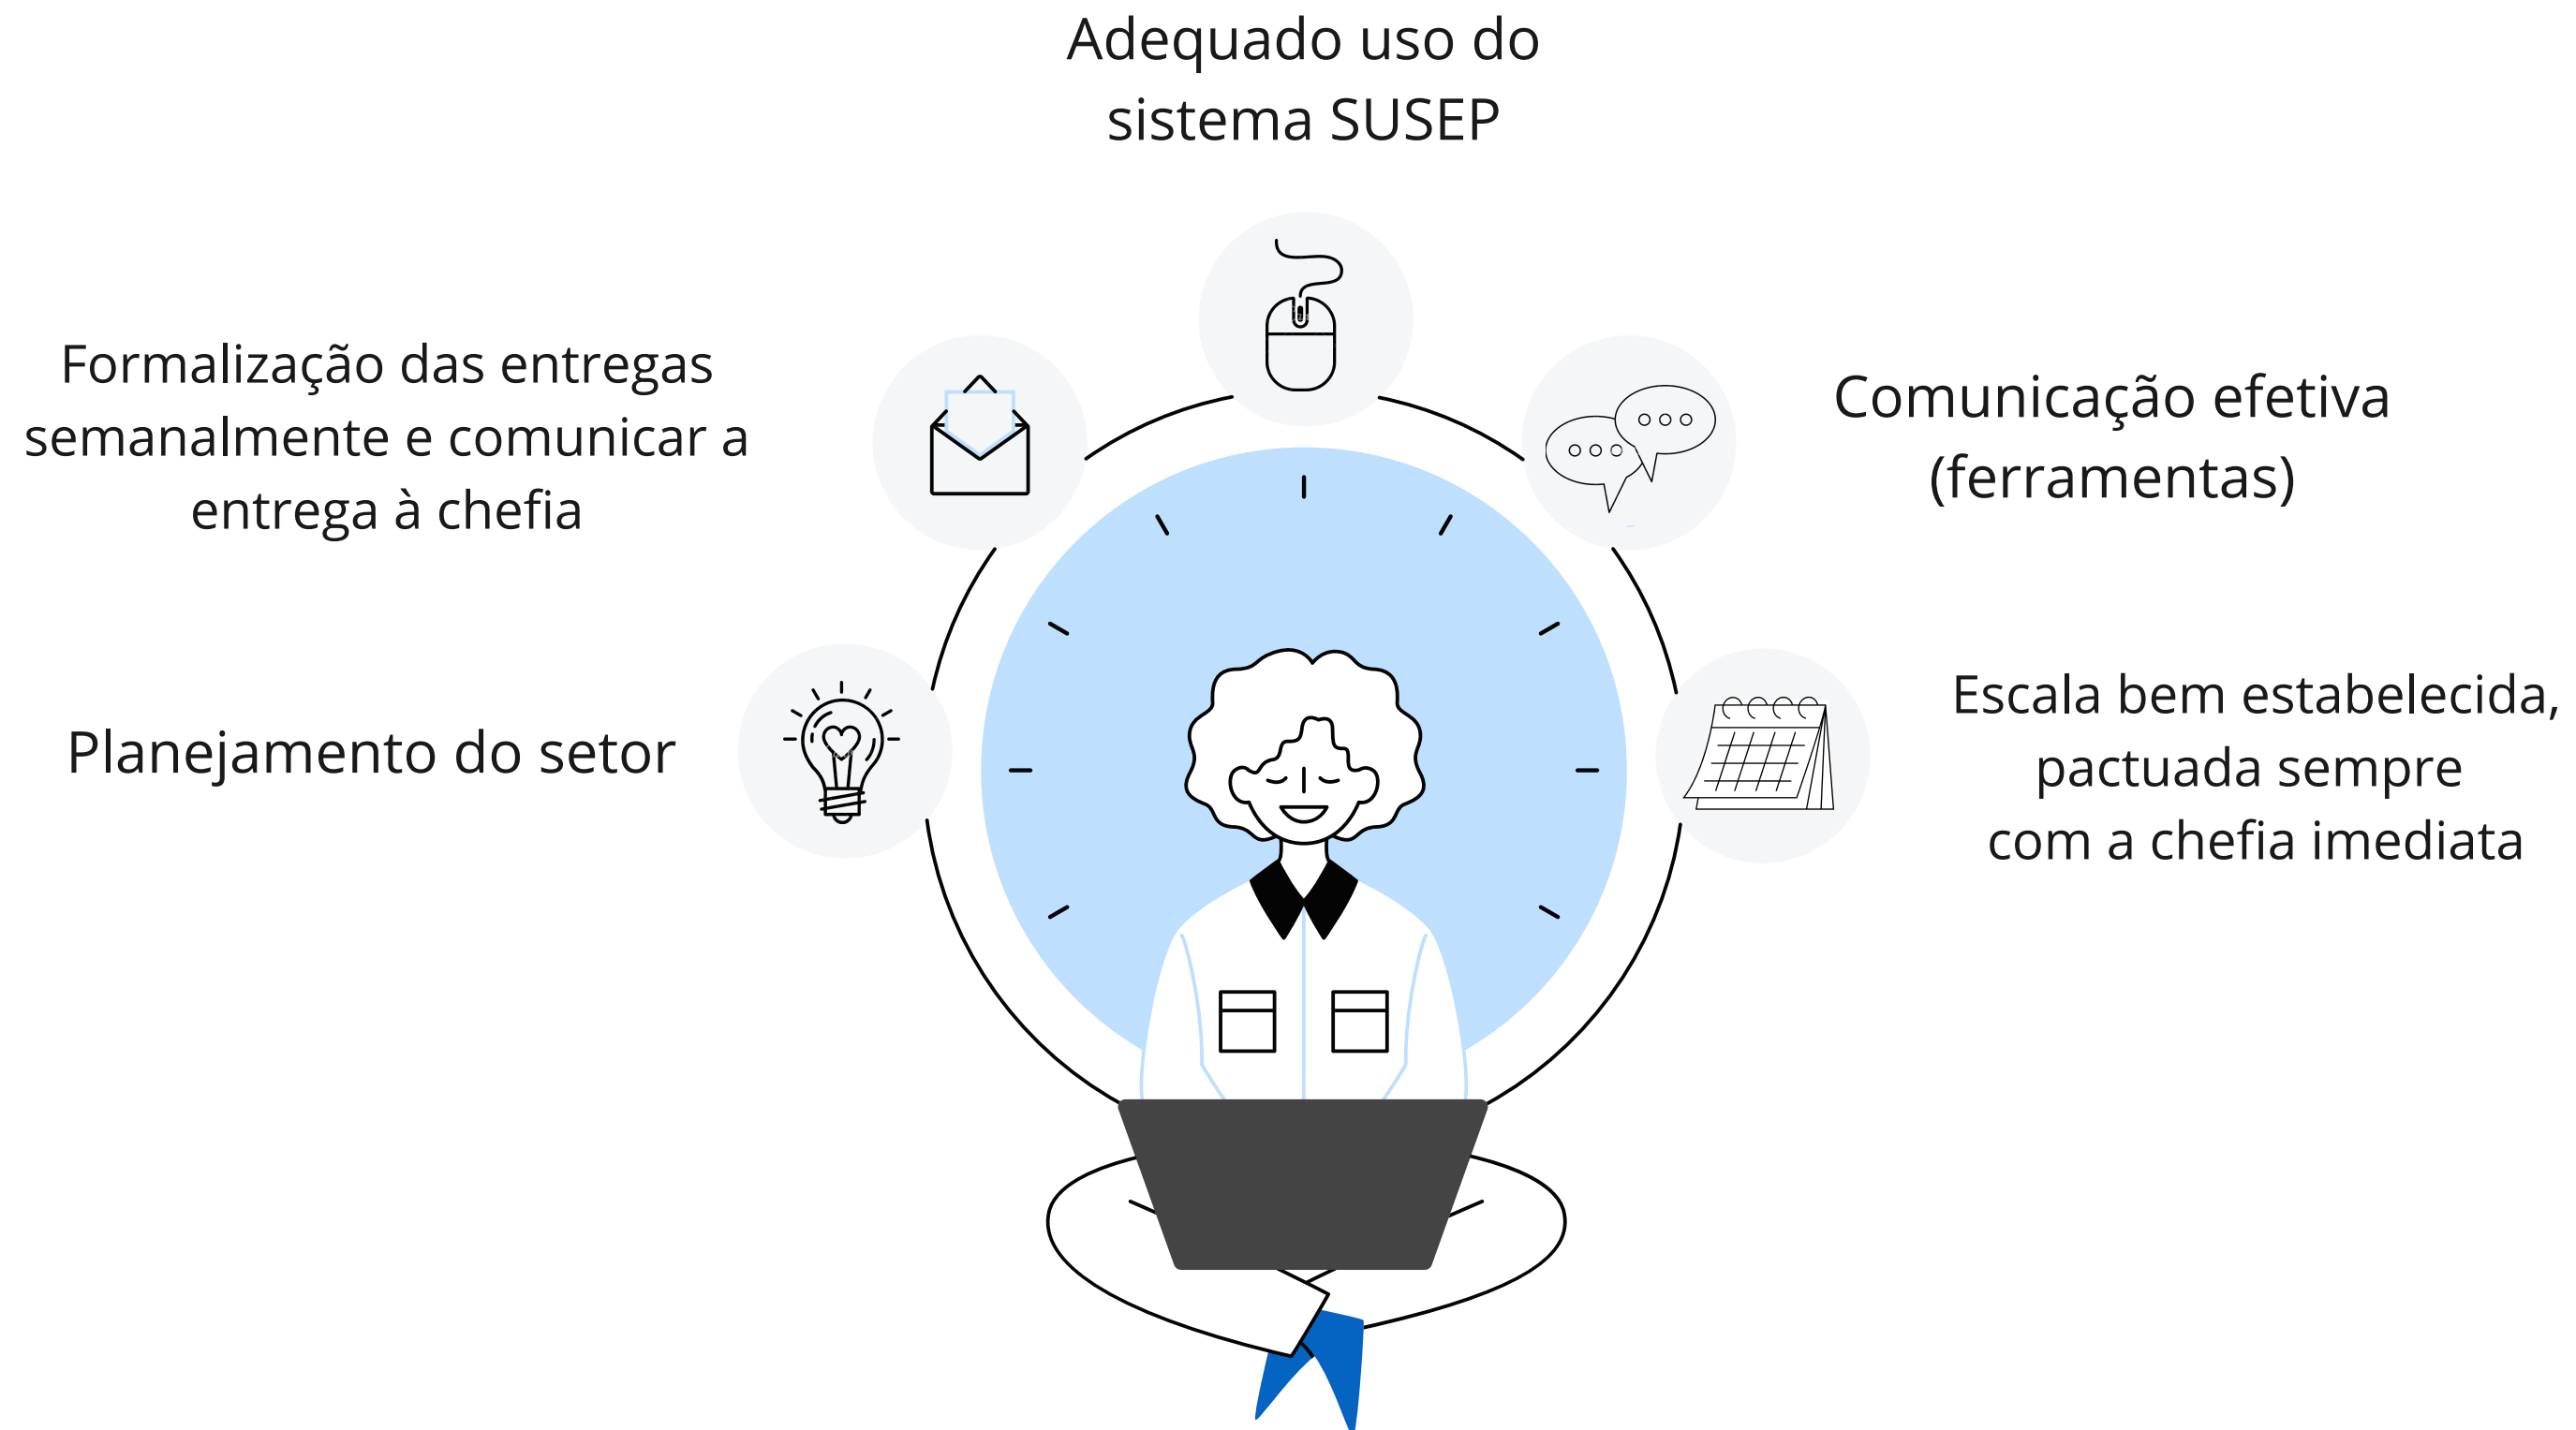 Adequado uso do
sistema SUSEP
Formalização das entregas
semanalmente e comunicar a
entrega à chefia
Comunicação efetiva
(ferramentas)
Planejamento do setor
Escala bem estabelecida,
pactuada sempre
com a chefia imediata